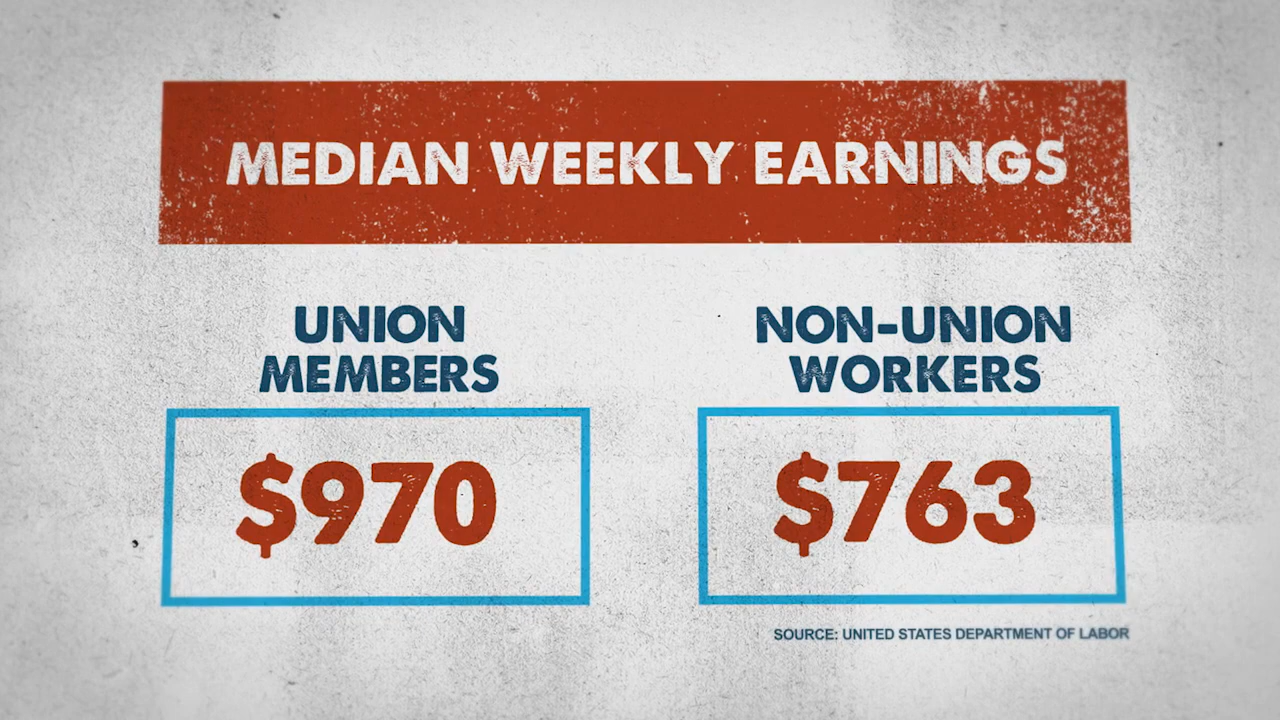 MEDIAN WEEKLY EARNINGS
UNION
MEMBERS
$970
NON-UNION
WORKERS
$763
SOURCE: UNITED STATES DEPARTMENT OF LABOR